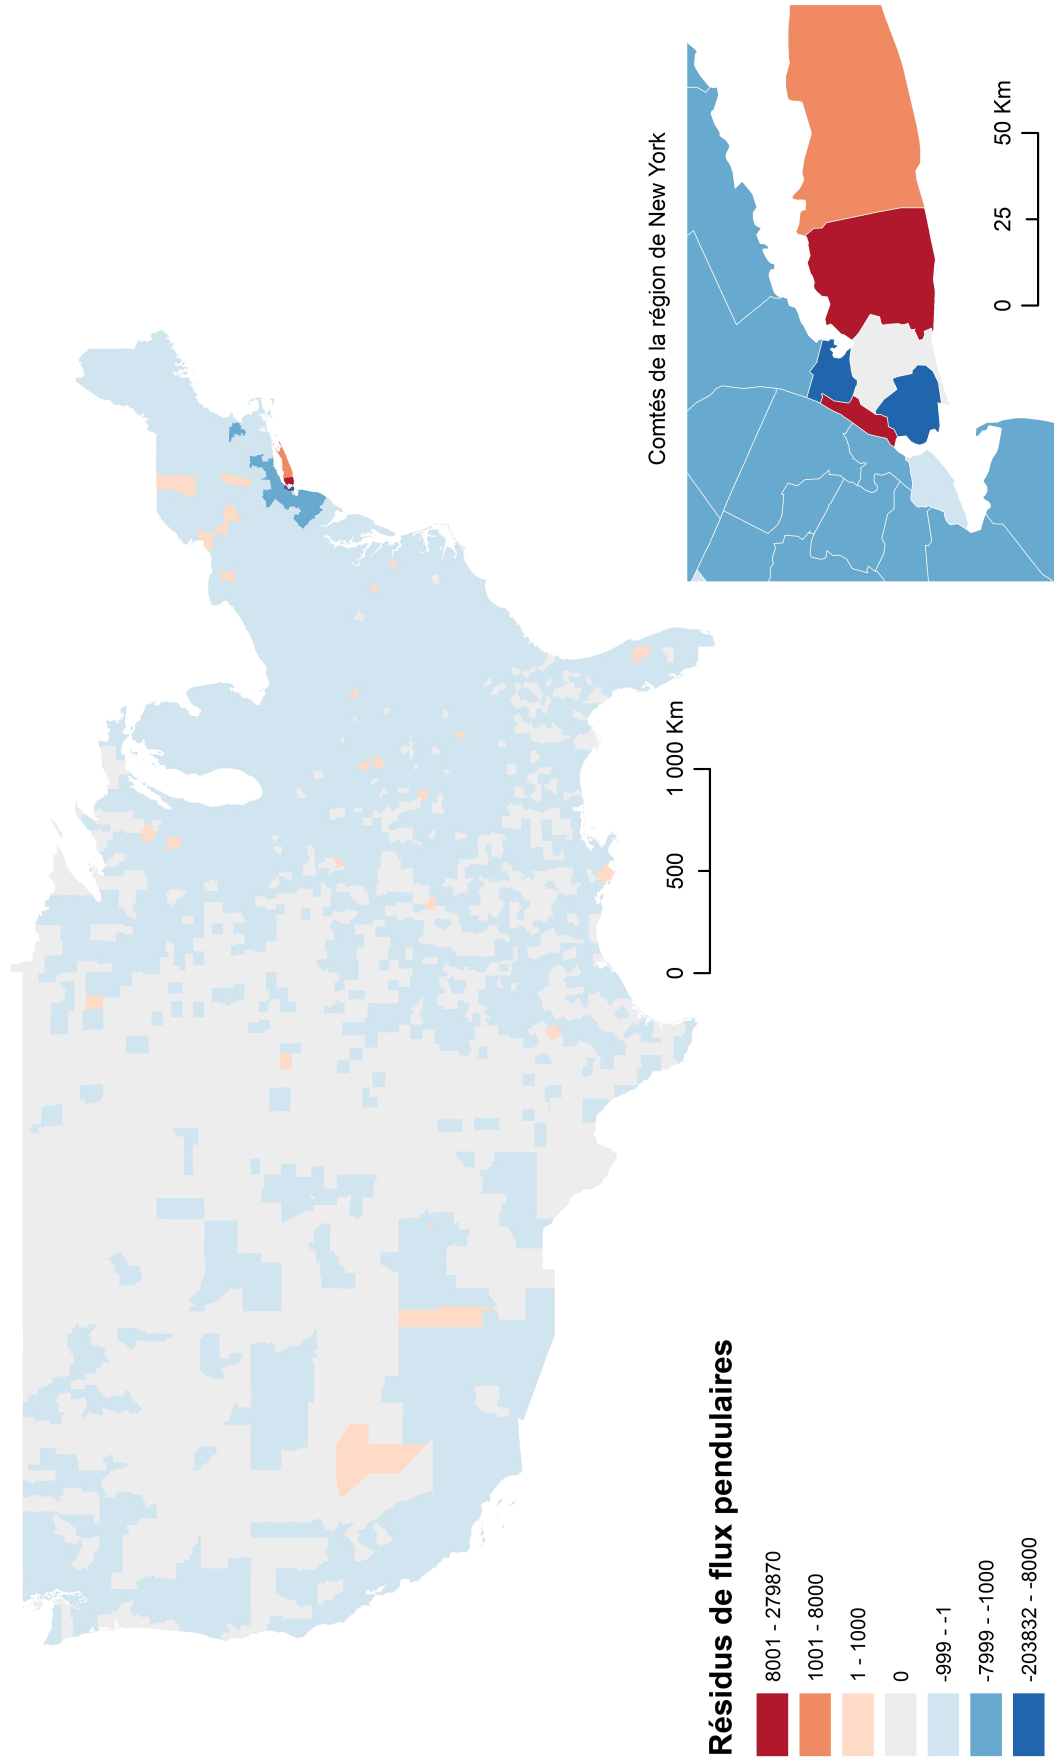 Comtés de la région de New York
0 25 50 Km
0 500 1 000 Km
Résidus de flux pendulaires
8001 - 279870
1001 - 8000
1 - 1000
0
-999 - -1
-7999 - -1000
-203832 - -8000